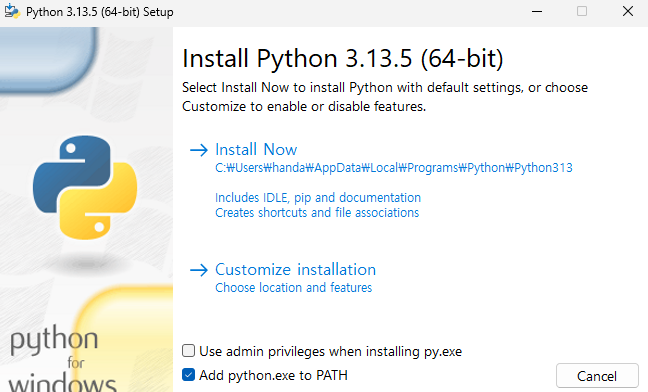 Python 3.13.5 (64-bit) Setup
Install Python 3.13.5 (64-bit)
Select Install Now to install Python with default settings, or choose
Customize to enable or disable features.
Install Now
C:₩Users₩handa₩AppData₩Local₩Programs₩Python₩Python313
Includes IDLE, pip and documentation
Creates shortcuts and file associations
Customize installation
Choose location and features
python
for
windows
Use admin privileges when installing py.exe
Add python.exe to PATH
Cancel